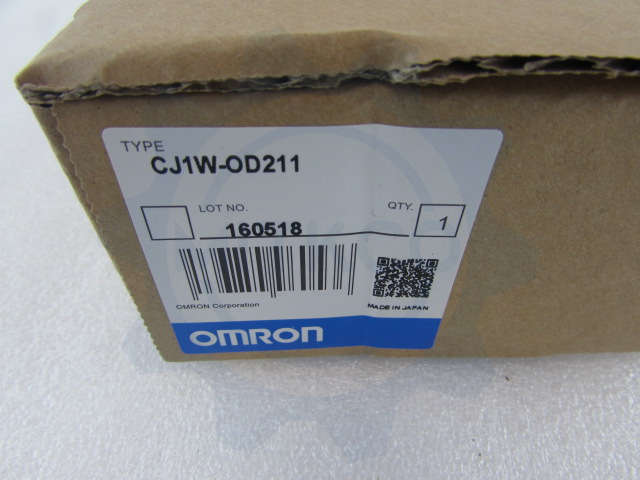 TYPE
CJ1W-OD211
LOT NO.
160518
QTY.
1
OMRON Corporation
MADE IN JAPAN
OMRON